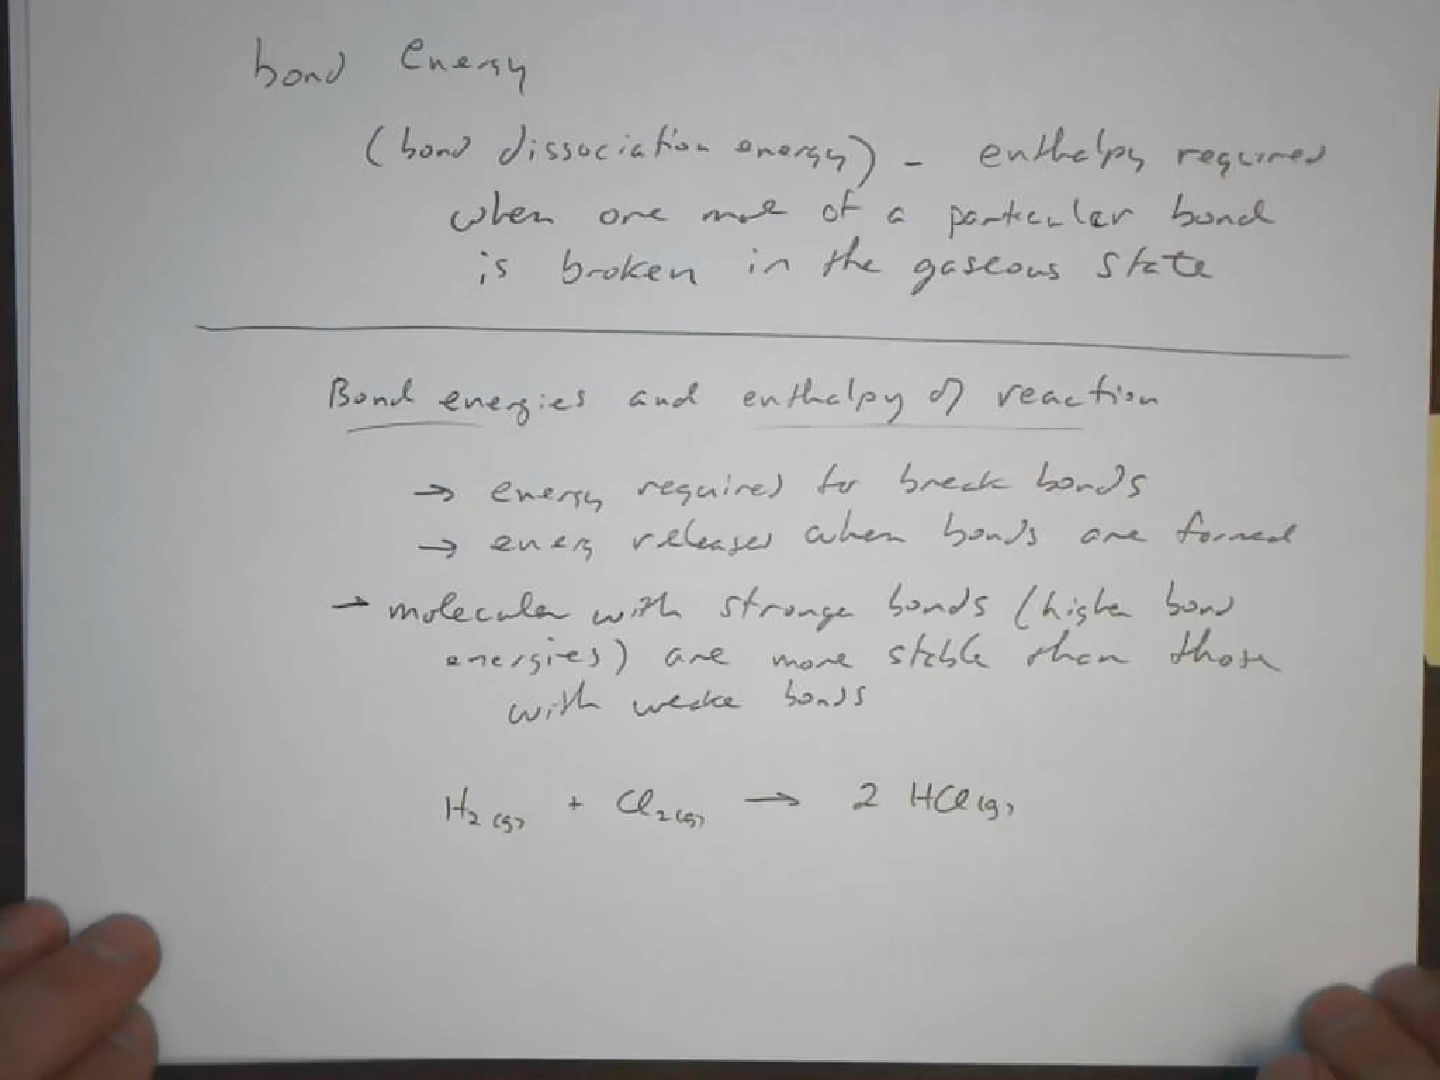 bond energy
(bond dissociation energy) - enthalpy required
when one mole of a particular bond
is broken in the gaseous state
Bond energies and enthalpy of reaction
→ energy required to break bonds
→ energy released when bonds are formed
→ molecules with stronger bonds (higher bond
energies) are more stable than those
with weaker bonds
H₂(g) + Cl₂(g) → 2 HCl(g)